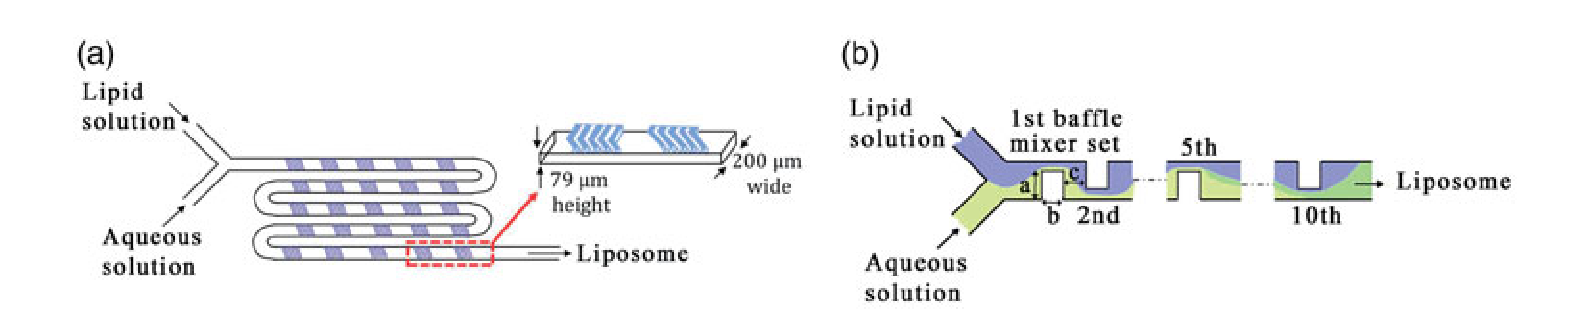 (a)
Lipid
solution
Aqueous
solution
79 μm
height
200 μm
wide
Liposome
(b)
Lipid
solution
1st baffle
mixer set
5th
a
b
c
2nd
10th
Liposome
Aqueous
solution